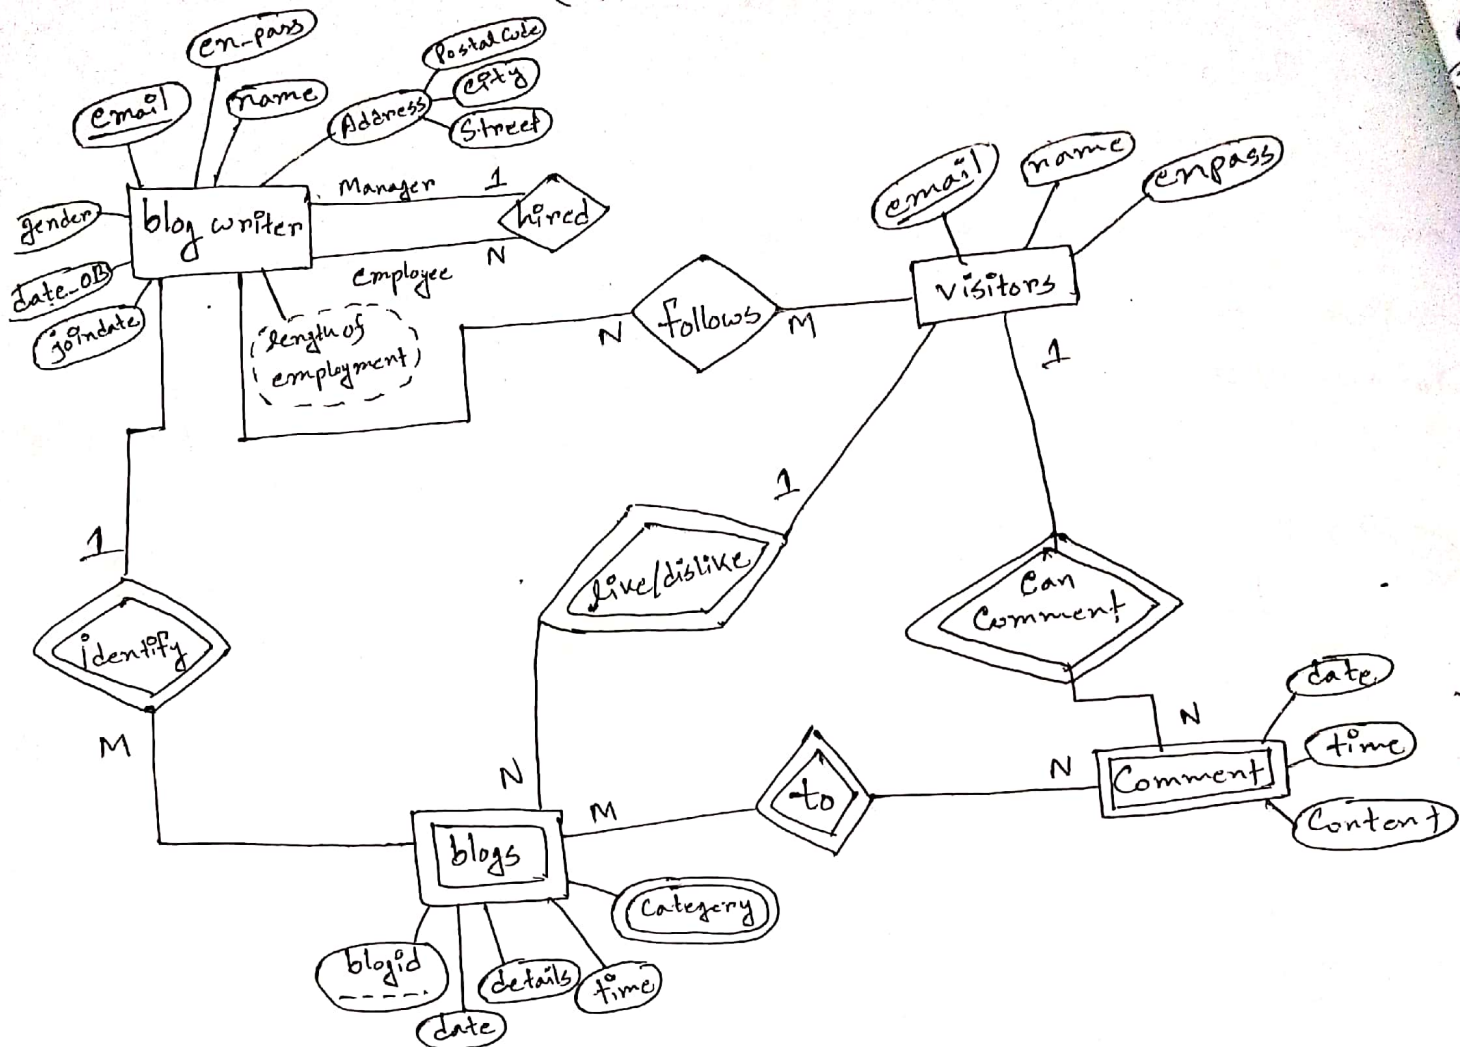 en-pass
Postal Code
email
name
Address
city
Street
gender
blog writer
Manager
1
hired
N
employee
date-OB
joindate
length of
employment
N
follows
M
email
name
enpass
visitors
1
1
1
identify
M
like/dislike
N
can
Comment
N
date
time
Content
Comment
N
to
M
blogs
Category
blogid
date
details
time